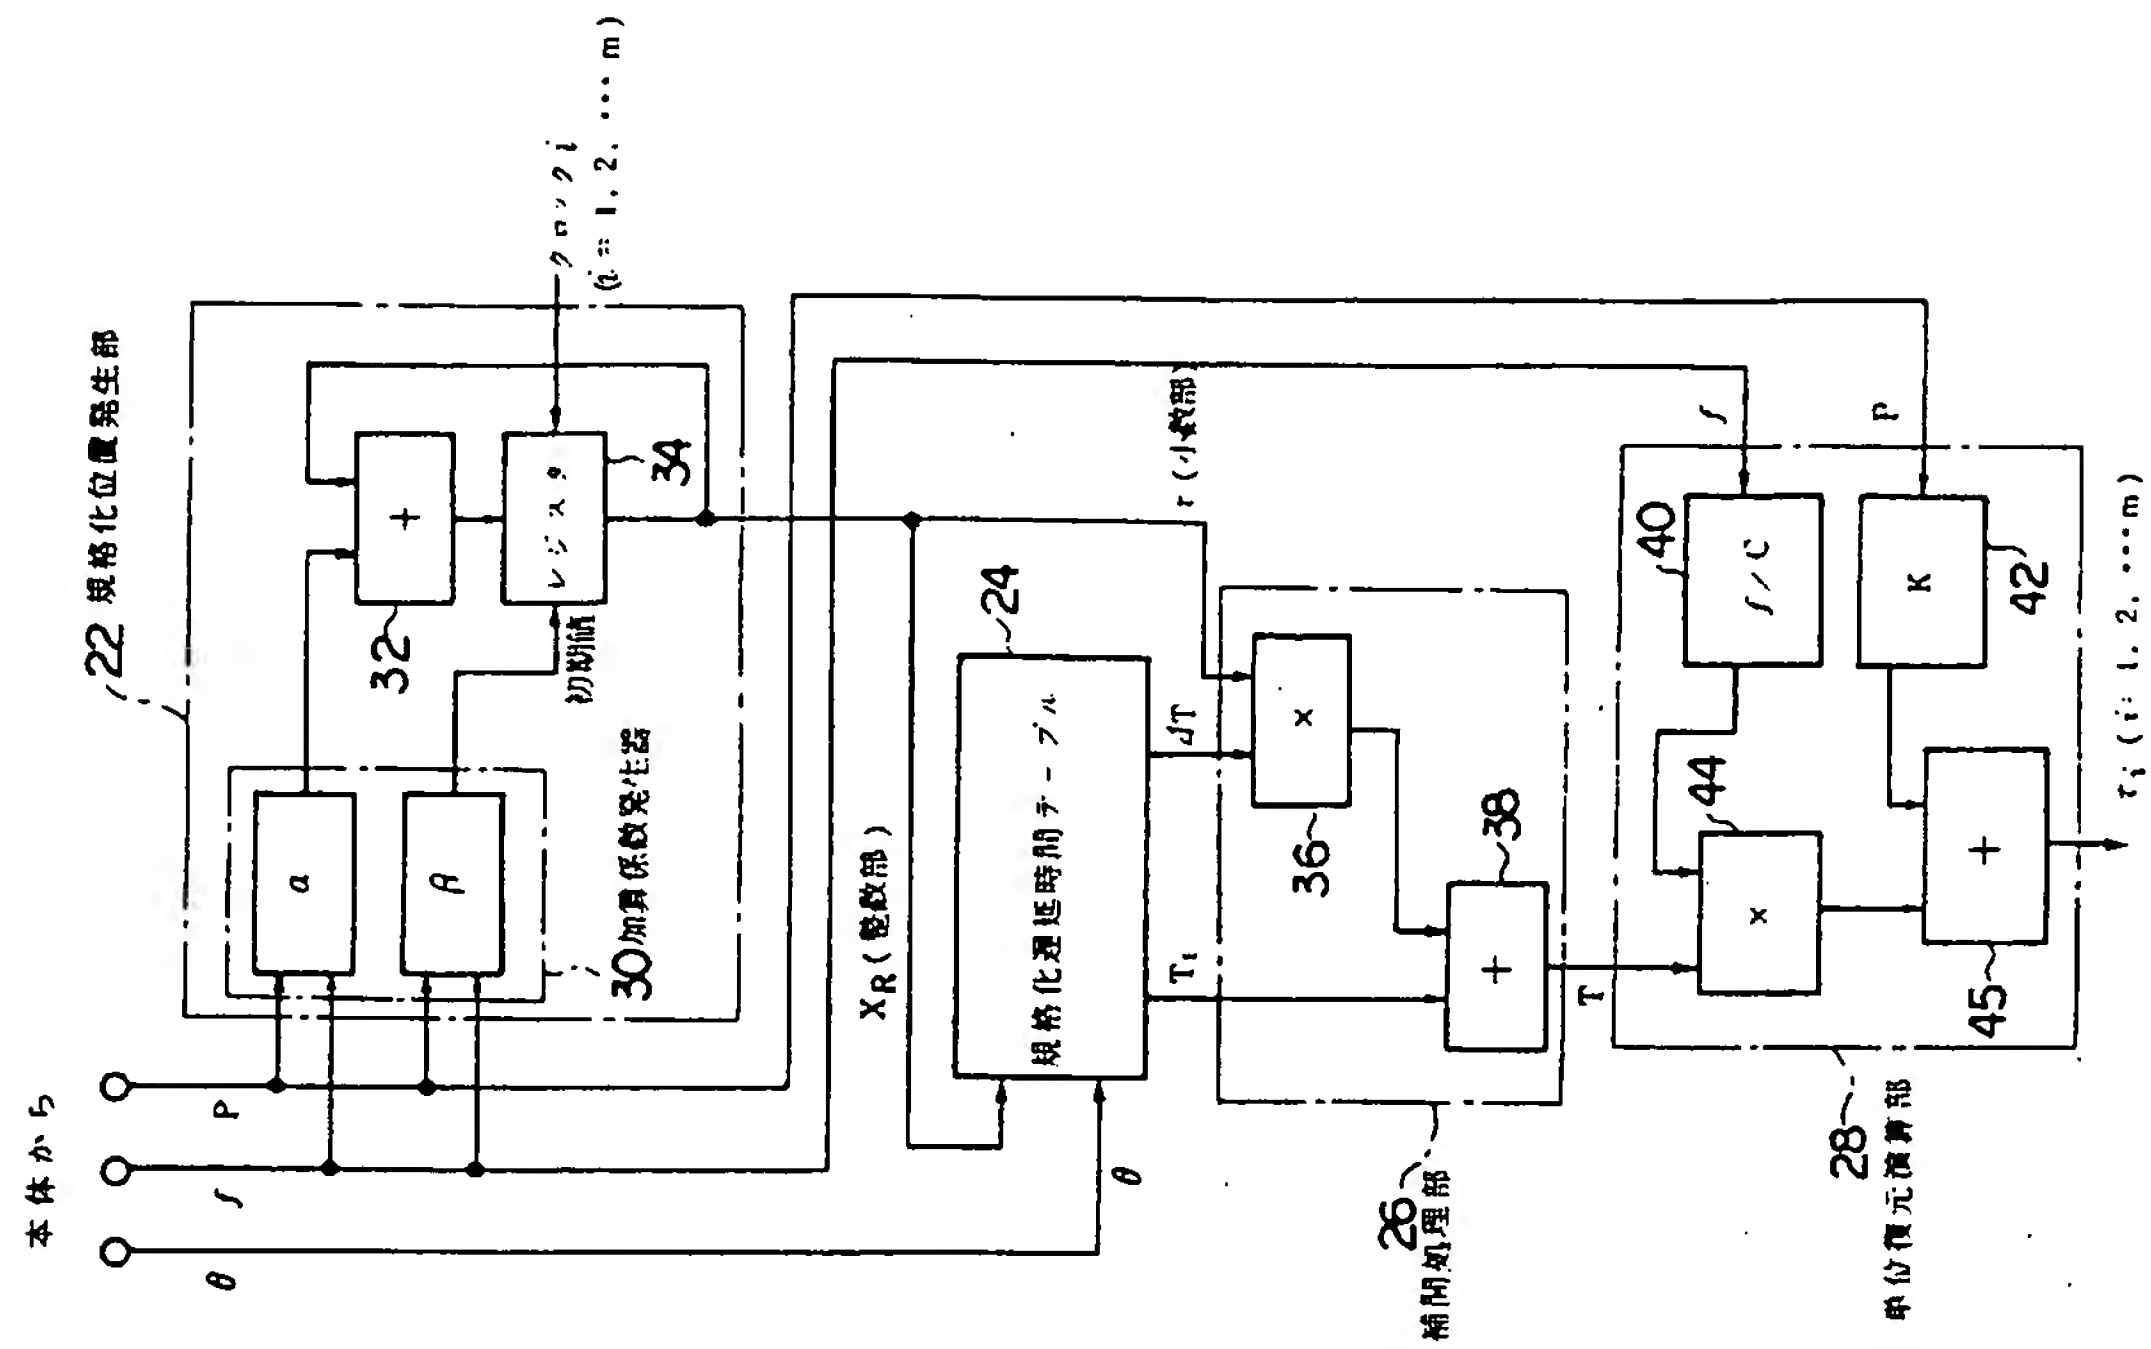 本体から
P
f
θ
22 規格化位置発生部
α
β
30 加算係数発生器
+
32
レジスタ
34
初期値
クロック i
(i = 1, 2, ･･･ m)
XR (整数部)
r (小数部)
24
規格化遅延時間テーブル
θ
ΔT
T1
×
36
+
38
26
補間処理部
T
f
P
40
f/C
K
42
44
×
+
45
28
単位復元演算部
τi (i = 1, 2, ･･･ m)